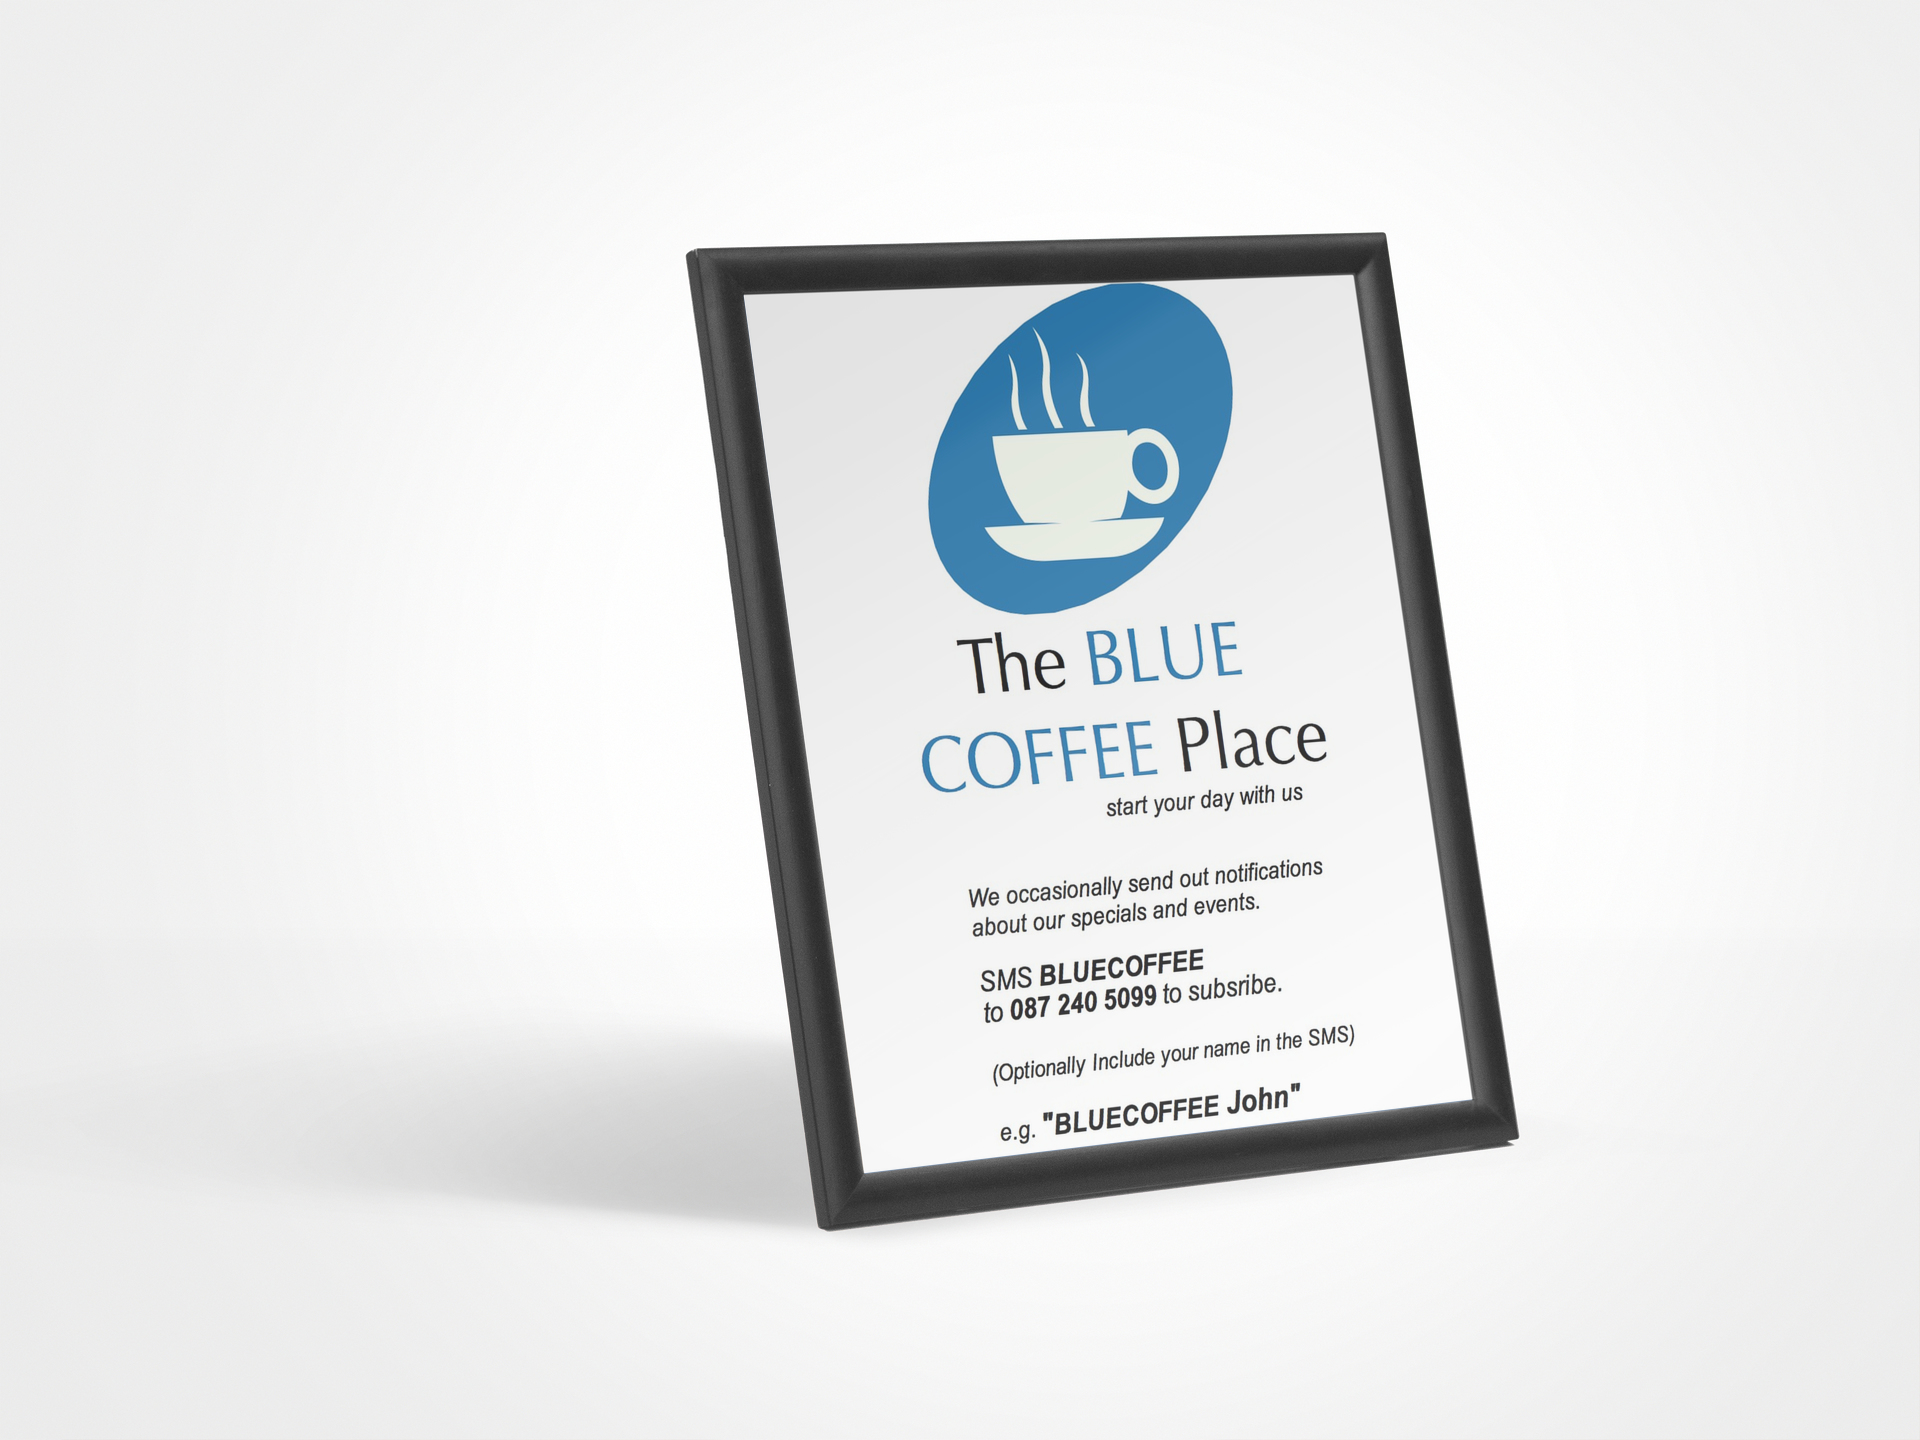 The BLUE
COFFEE Place
start your day with us
We occasionally send out notifications
about our specials and events.
SMS BLUECOFFEE
to 087 240 5099 to subsribe.
(Optionally Include your name in the SMS)
e.g. "BLUECOFFEE John"